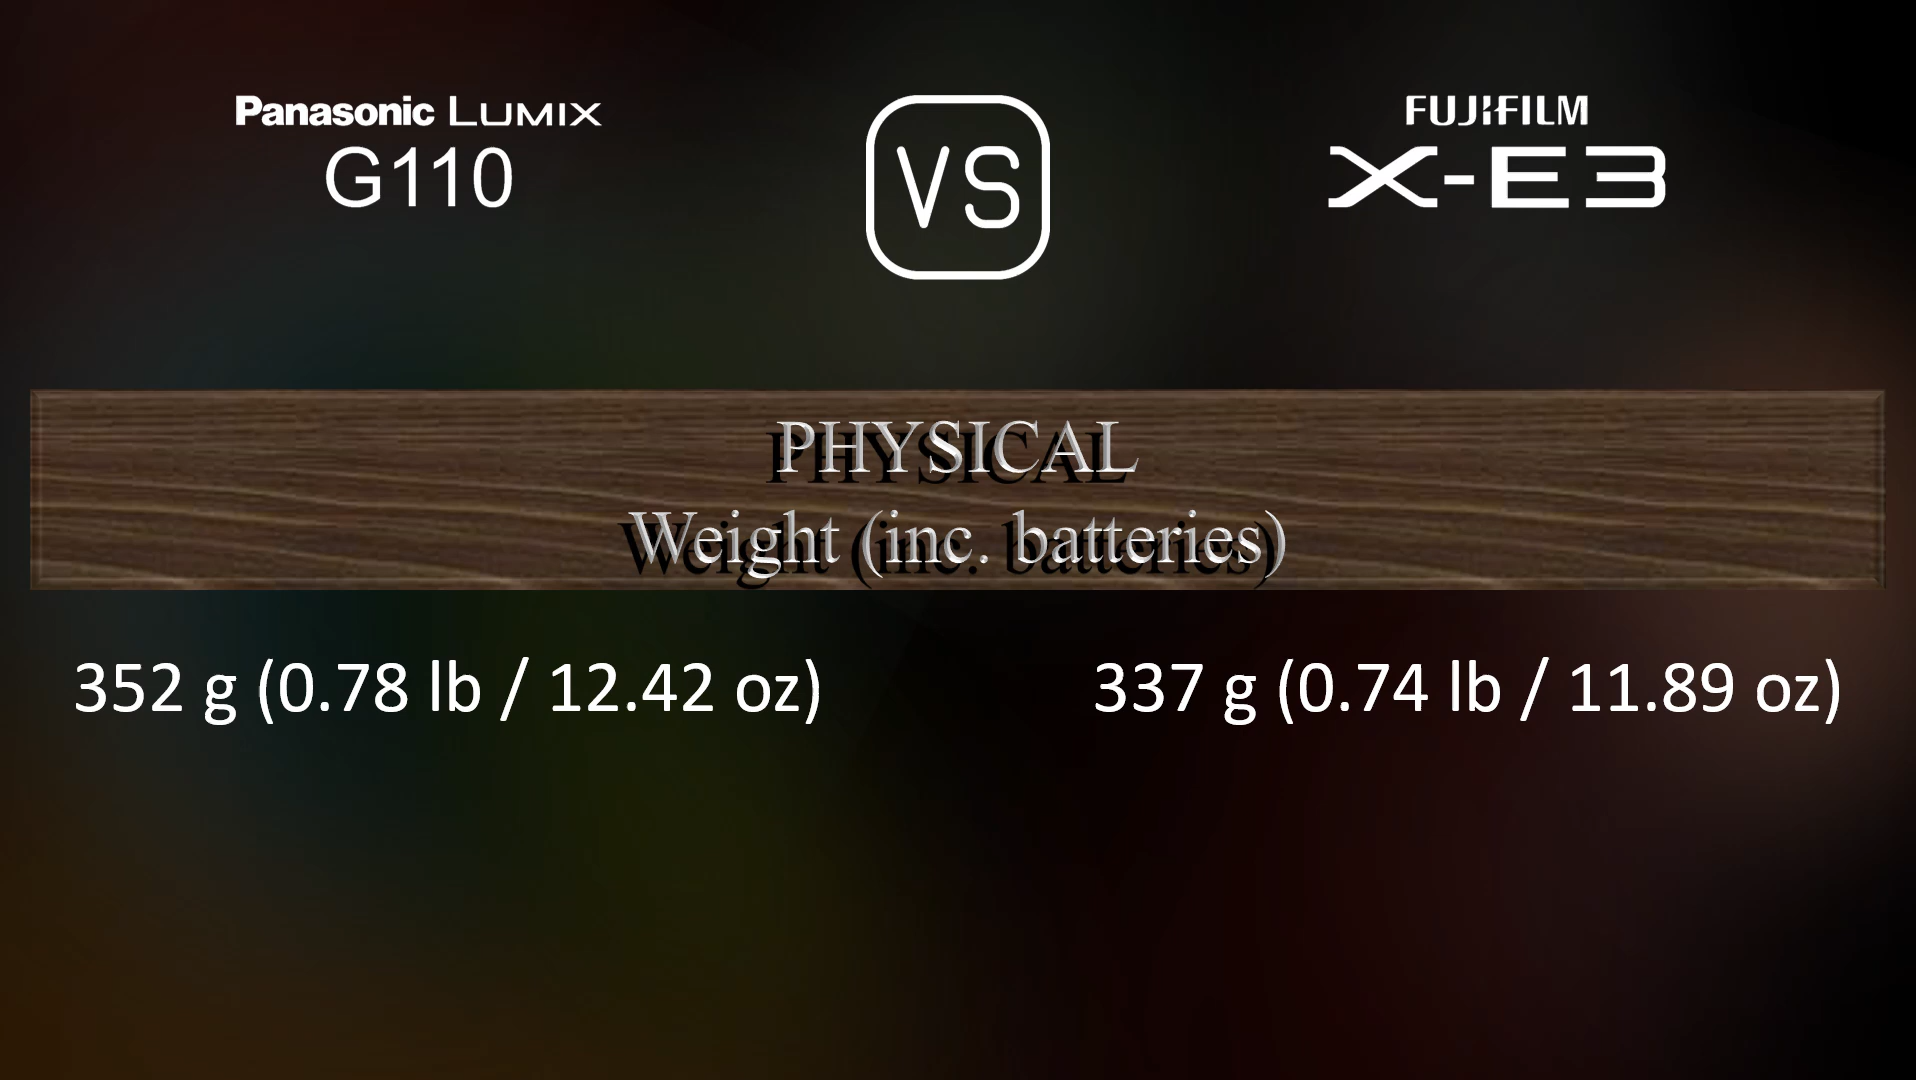 Panasonic LUMIX
G110
VS
FUJIFILM
X-E3
PHYSICAL
Weight (inc. batteries)
352 g (0.78 lb / 12.42 oz)
337 g (0.74 lb / 11.89 oz)